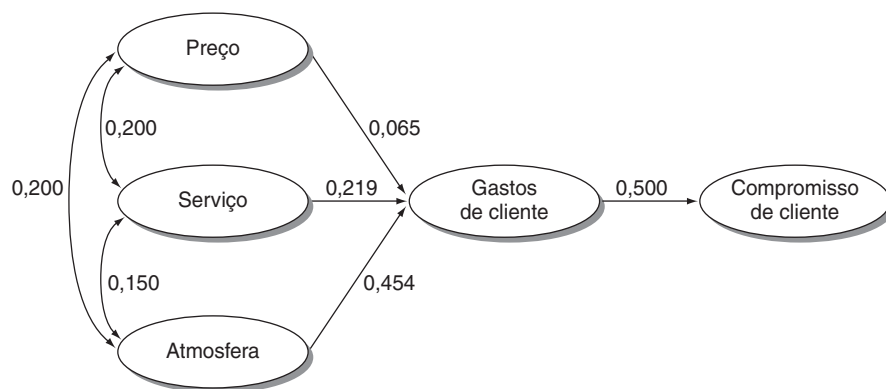 Preço
0,200
0,065
0,200
Serviço
0,219
Gastos
de cliente
0,500
Compromisso
de cliente
0,150
0,454
Atmosfera